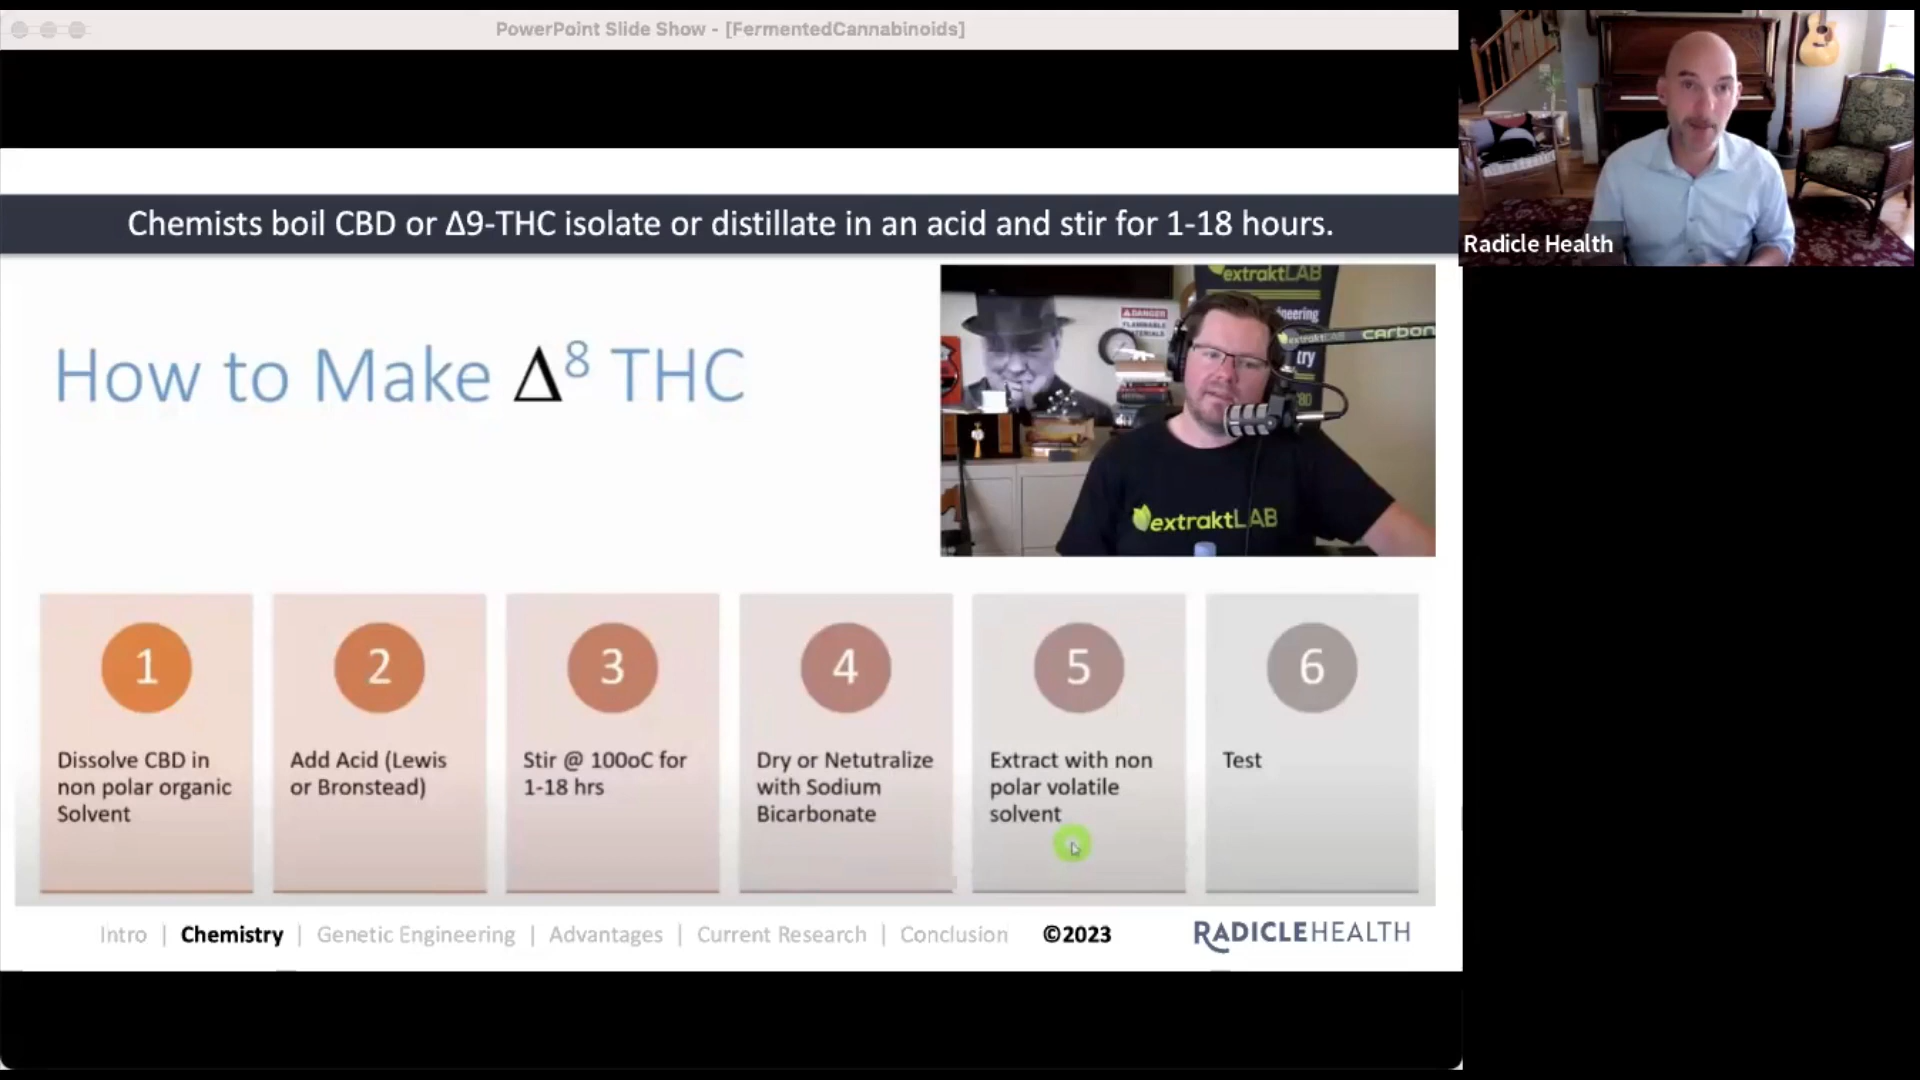 PowerPoint Slide Show - [FermentedCannabinoids]
Radicle Health
Chemists boil CBD or Δ9-THC isolate or distillate in an acid and stir for 1-18 hours.
How to Make Δ⁸ THC
extraktLAB
DANGER
FLAMMABLE
extraktLAB carbon
extraktLAB
1
Dissolve CBD in
non polar organic
Solvent
2
Add Acid (Lewis
or Bronstead)
3
Stir @ 100oC for
1-18 hrs
4
Dry or Netutralize
with Sodium
Bicarbonate
5
Extract with non
polar volatile
solvent
6
Test
Intro | Chemistry | Genetic Engineering | Advantages | Current Research | Conclusion ©2023 RADICLEHEALTH